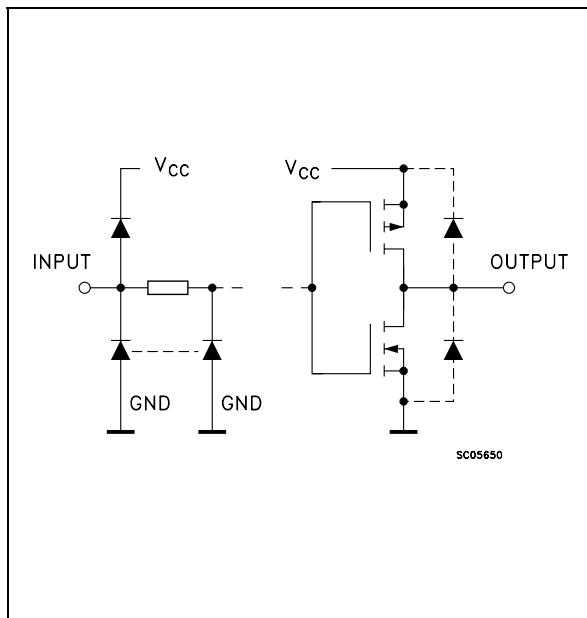 VCC
VCC
INPUT
OUTPUT
GND
GND
SC05650